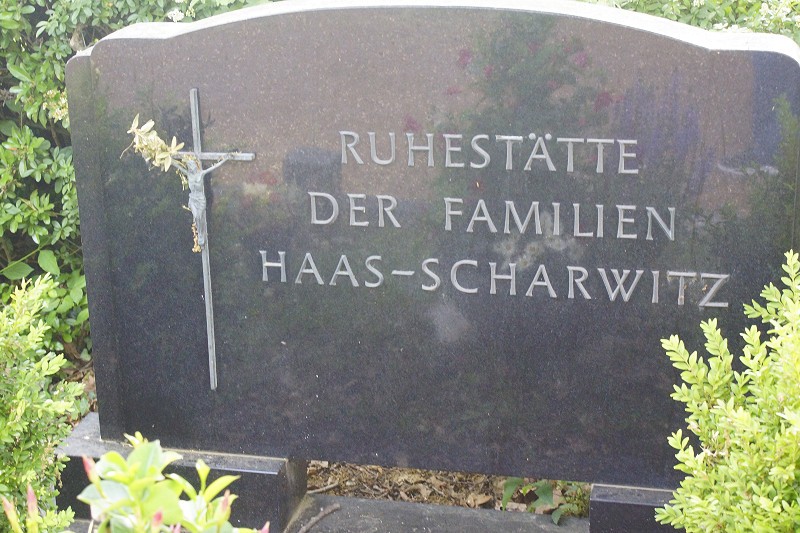 RUHESTÄTTE
DER FAMILIEN
HAAS–SCHARWITZ